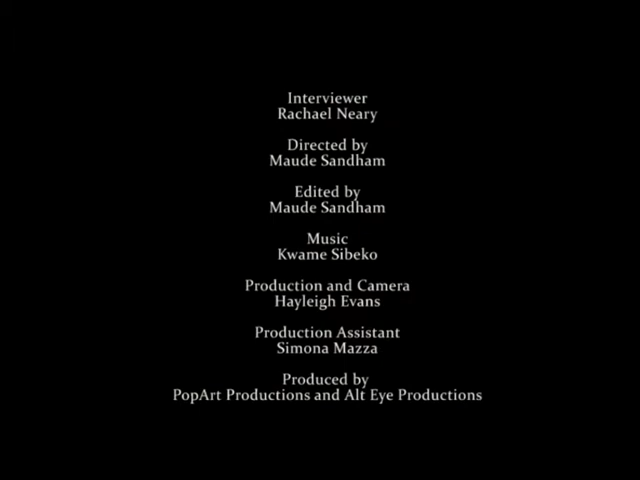 Interviewer
Rachael Neary
Directed by
Maude Sandham
Edited by
Maude Sandham
Music
Kwame Sibeko
Production and Camera
Hayleigh Evans
Production Assistant
Simona Mazza
Produced by
PopArt Productions and Alt Eye Productions